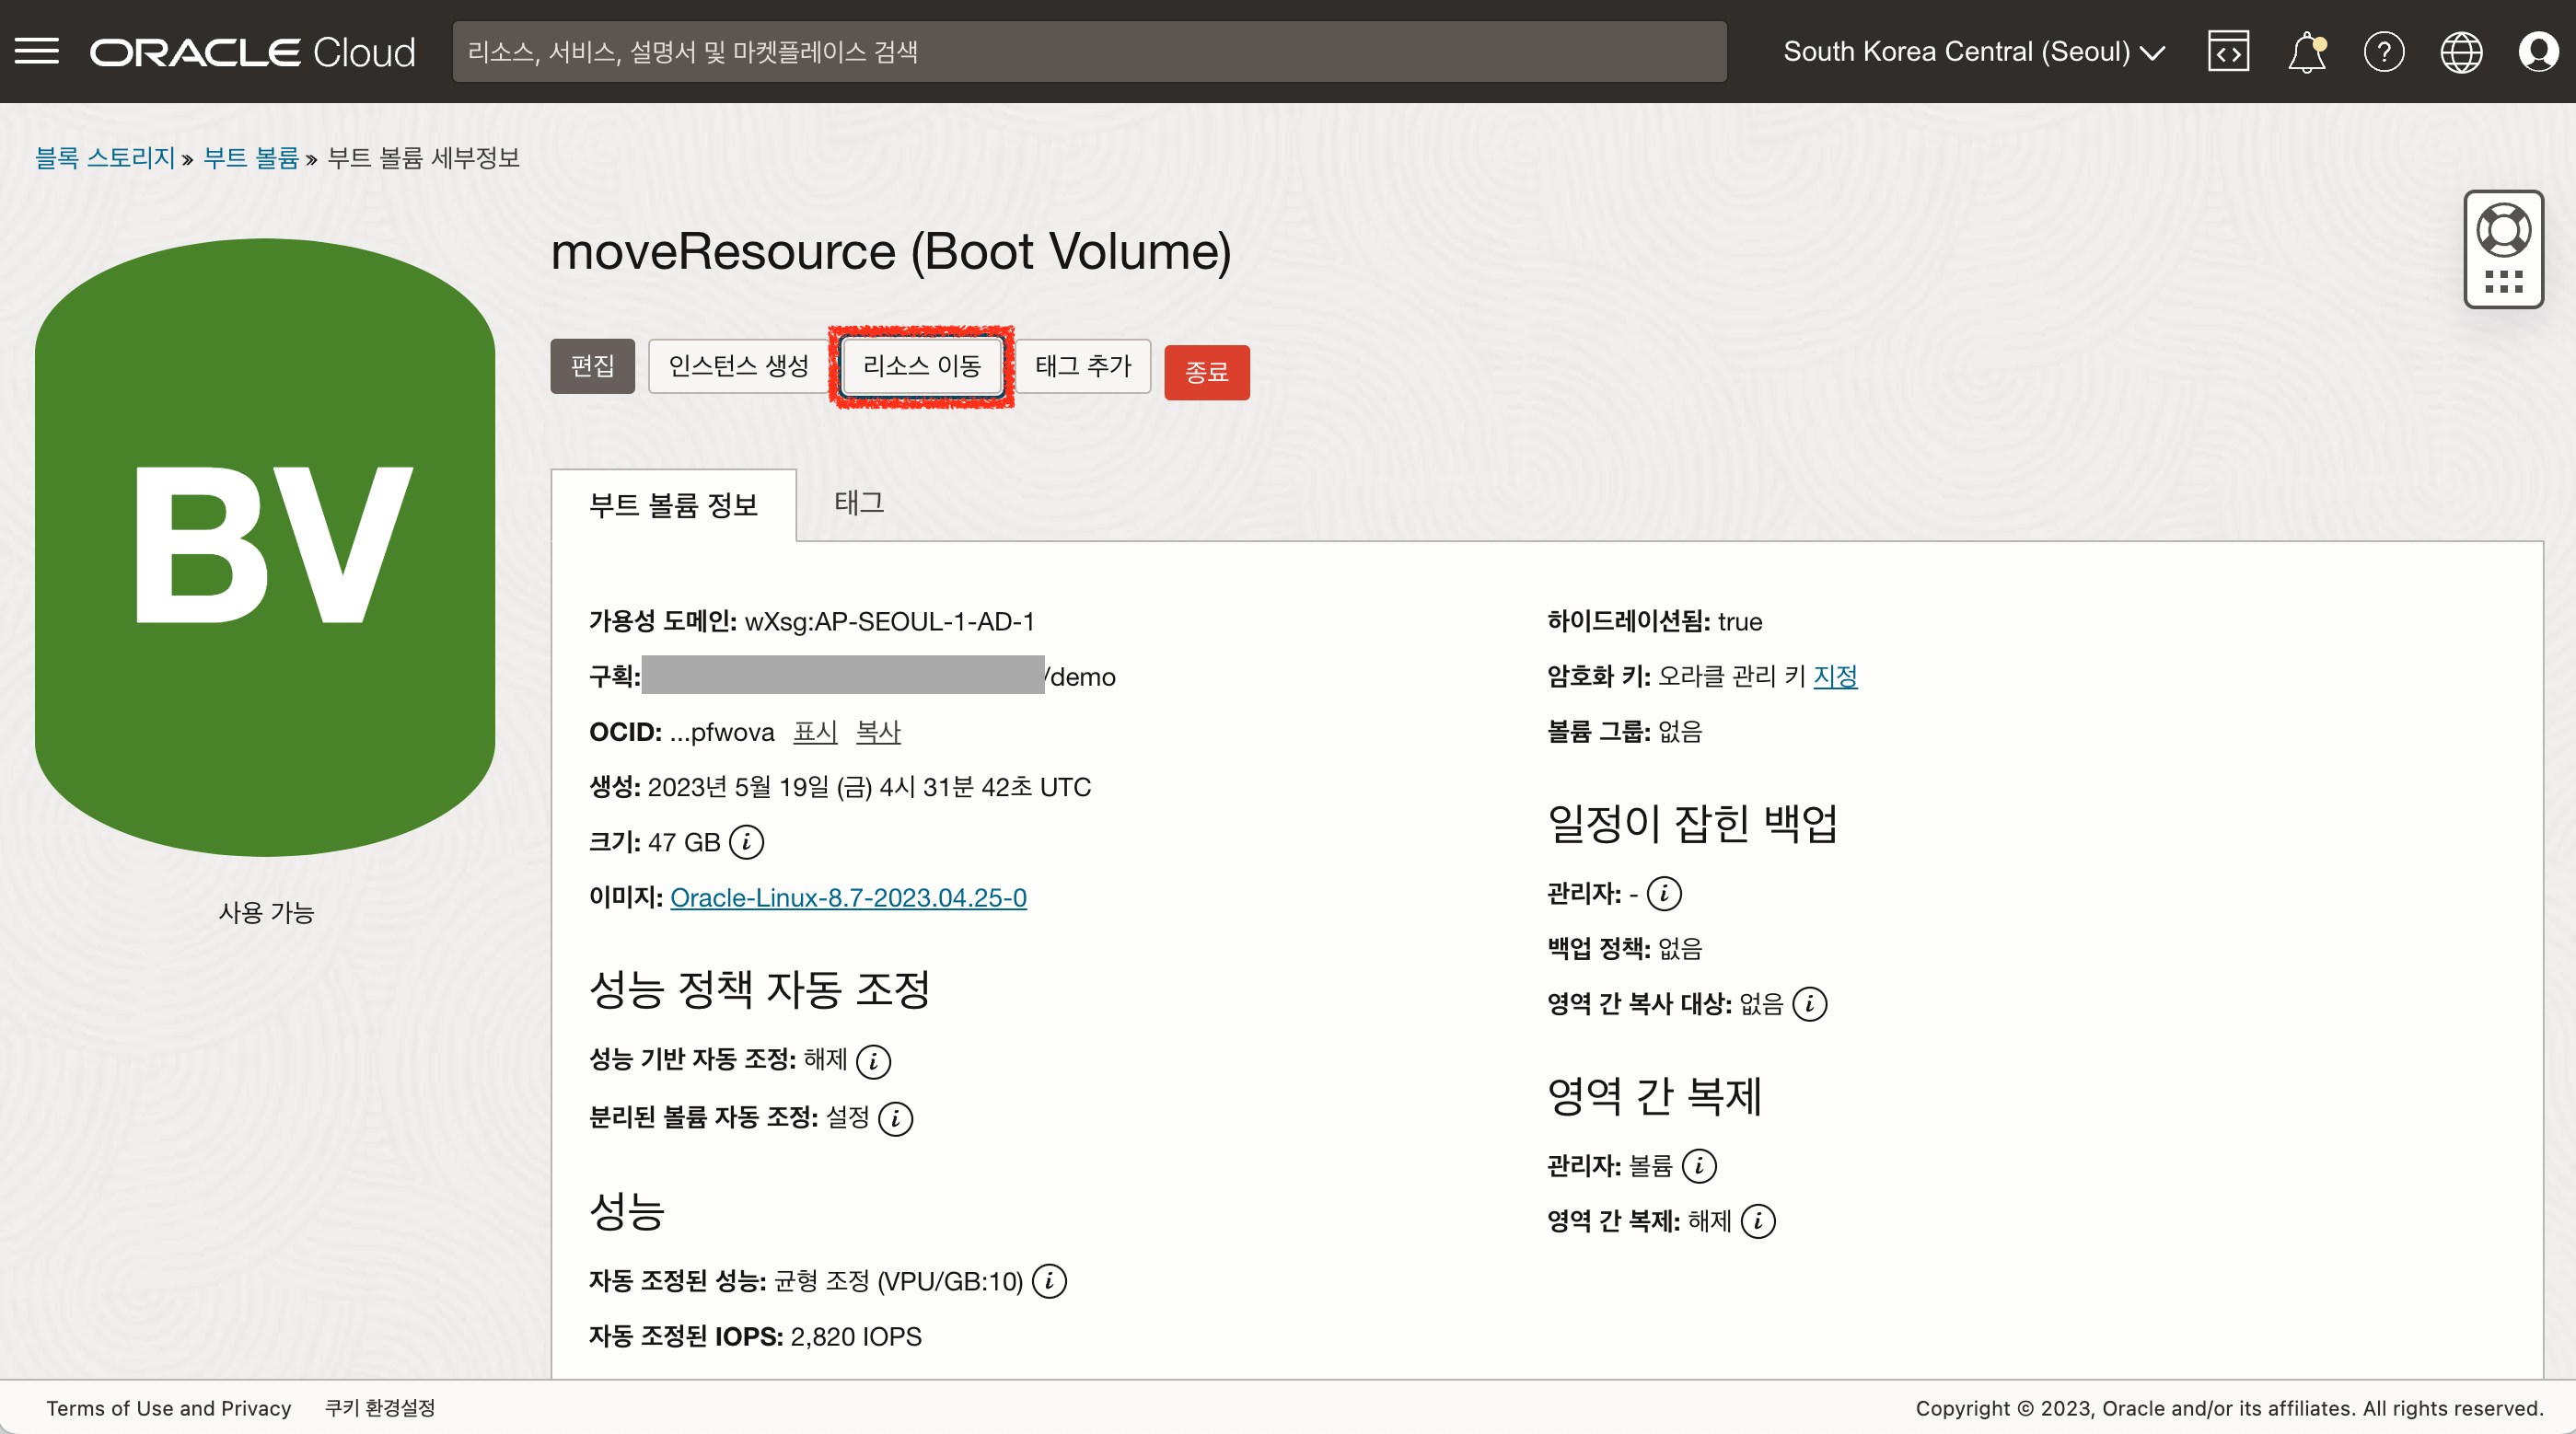 ORACLE Cloud
리소스, 서비스, 설명서 및 마켓플레이스 검색
South Korea Central (Seoul)
블록 스토리지 » 부트 볼륨 » 부트 볼륨 세부정보
BV
사용 가능
moveResource (Boot Volume)
편집 인스턴스 생성 리소스 이동 태그 추가 종료
부트 볼륨 정보 태그
가용성 도메인: wXsg:AP-SEOUL-1-AD-1
구획: /demo
OCID: ...pfwova 표시 복사
생성: 2023년 5월 19일 (금) 4시 31분 42초 UTC
크기: 47 GB
이미지: Oracle-Linux-8.7-2023.04.25-0
성능 정책 자동 조정
성능 기반 자동 조정: 해제
분리된 볼륨 자동 조정: 설정
성능
자동 조정된 성능: 균형 조정 (VPU/GB:10)
자동 조정된 IOPS: 2,820 IOPS
하이드레이션됨: true
암호화 키: 오라클 관리 키 지정
볼륨 그룹: 없음
일정이 잡힌 백업
관리자: -
백업 정책: 없음
영역 간 복사 대상: 없음
영역 간 복제
관리자: 볼륨
영역 간 복제: 해제
Terms of Use and Privacy 쿠키 환경설정
Copyright © 2023, Oracle and/or its affiliates. All rights reserved.